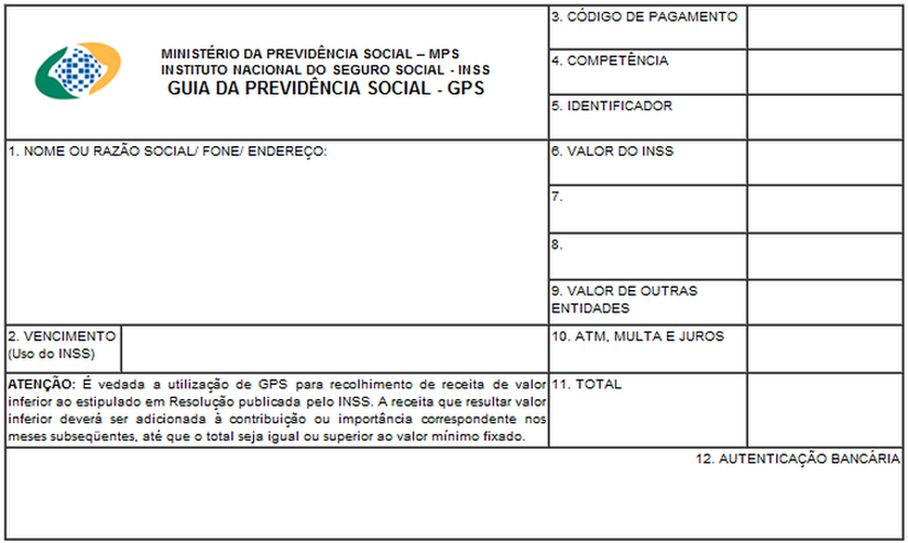 MINISTÉRIO DA PREVIDÊNCIA SOCIAL – MPS
INSTITUTO NACIONAL DO SEGURO SOCIAL - INSS
GUIA DA PREVIDÊNCIA SOCIAL - GPS
3. CÓDIGO DE PAGAMENTO
4. COMPETÊNCIA
5. IDENTIFICADOR
1. NOME OU RAZÃO SOCIAL/ FONE/ ENDEREÇO:
6. VALOR DO INSS
7.
8.
9. VALOR DE OUTRAS
ENTIDADES
2. VENCIMENTO
(Uso do INSS)
10. ATM, MULTA E JUROS
ATENÇÃO: É vedada a utilização de GPS para recolhimento de receita de valor
inferior ao estipulado em Resolução publicada pelo INSS. A receita que resultar valor
inferior deverá ser adicionada à contribuição ou importância correspondente nos
meses subseqüentes, até que o total seja igual ou superior ao valor mínimo fixado.
11. TOTAL
12. AUTENTICAÇÃO BANCÁRIA